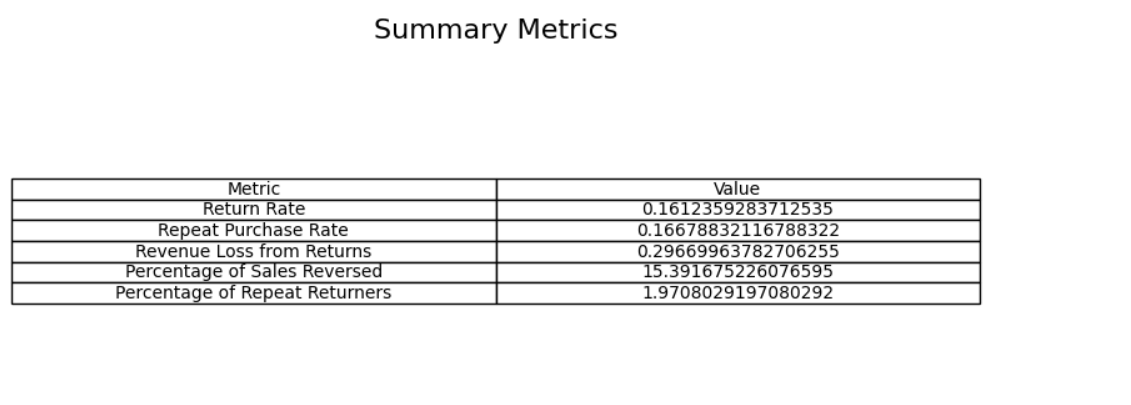 Summary Metrics
Metric Value
Return Rate 0.1612359283712535
Repeat Purchase Rate 0.16678832116788322
Revenue Loss from Returns 0.29669963782706255
Percentage of Sales Reversed 15.391675226076595
Percentage of Repeat Returners 1.9708029197080292